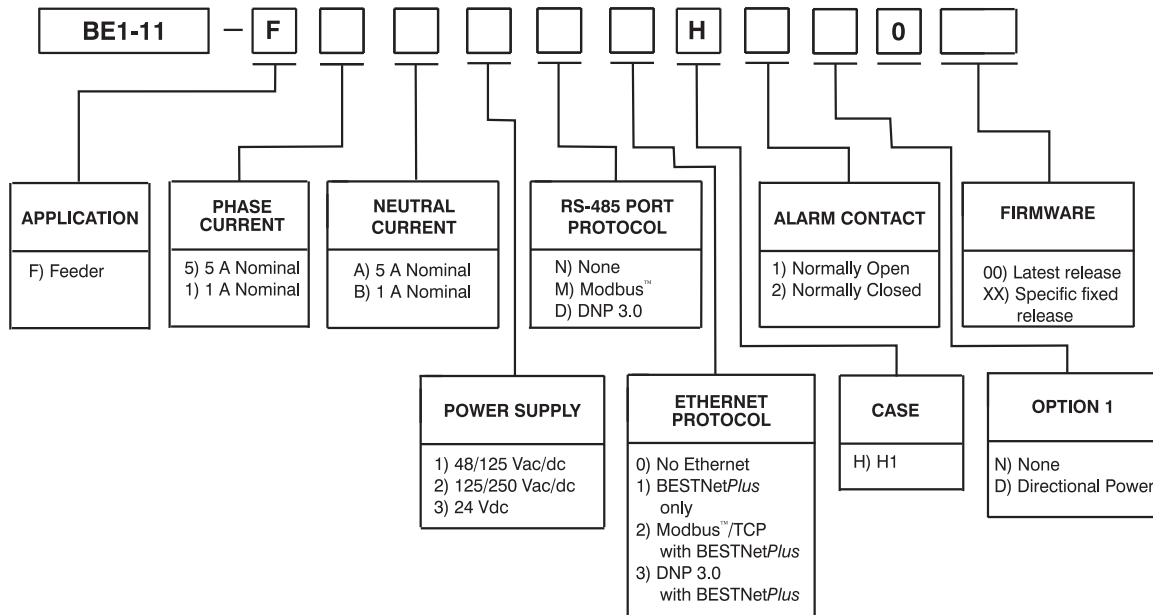 BE1-11 – F H 0
APPLICATION
F) Feeder
PHASE
CURRENT
5) 5 A Nominal
1) 1 A Nominal
NEUTRAL
CURRENT
A) 5 A Nominal
B) 1 A Nominal
RS-485 PORT
PROTOCOL
N) None
M) Modbus™
D) DNP 3.0
ALARM CONTACT
1) Normally Open
2) Normally Closed
FIRMWARE
00) Latest release
XX) Specific fixed
release
POWER SUPPLY
1) 48/125 Vac/dc
2) 125/250 Vac/dc
3) 24 Vdc
ETHERNET
PROTOCOL
0) No Ethernet
1) BESTNetPlus
only
2) Modbus™/TCP
with BESTNetPlus
3) DNP 3.0
with BESTNetPlus
CASE
H) H1
OPTION 1
N) None
D) Directional Power